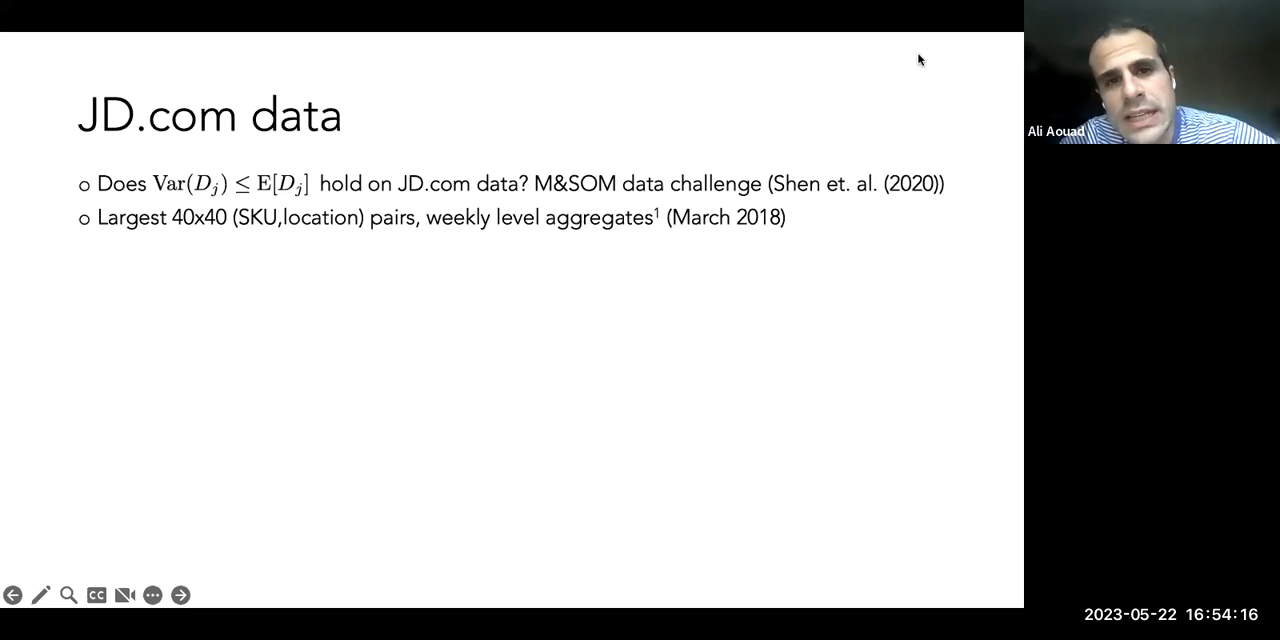 JD.com data
○ Does Var(D_j) ≤ E[D_j] hold on JD.com data? M&SOM data challenge (Shen et. al. (2020))
○ Largest 40x40 (SKU,location) pairs, weekly level aggregates¹ (March 2018)
Ali Aouad
CC
2023-05-22 16:54:16